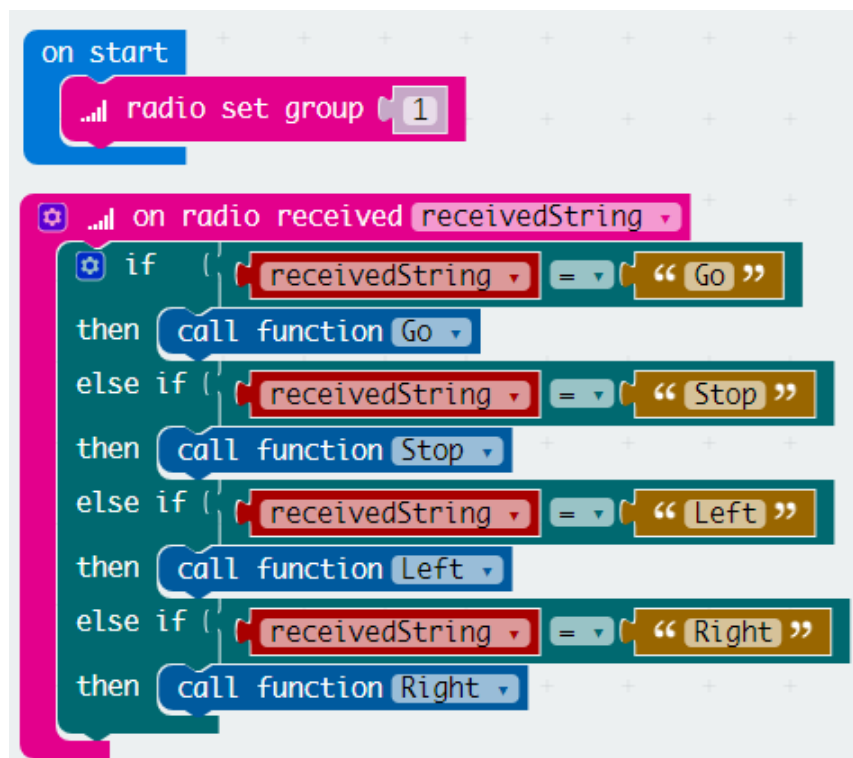 on start
radio set group 1
on radio received receivedString
if receivedString = “ Go ”
then call function Go
else if receivedString = “ Stop ”
then call function Stop
else if receivedString = “ Left ”
then call function Left
else if receivedString = “ Right ”
then call function Right